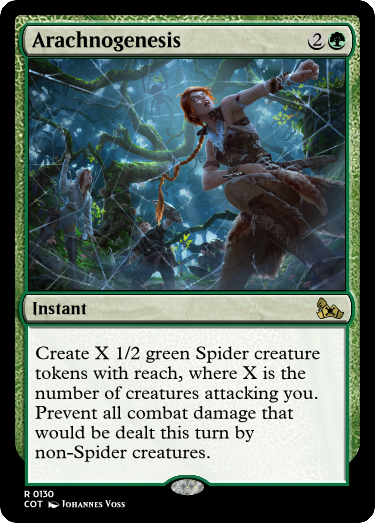 Arachnogenesis 2
Instant
Create X 1/2 green Spider creature
tokens with reach, where X is the
number of creatures attacking you.
Prevent all combat damage that
would be dealt this turn by
non-Spider creatures.
R 0130
COT Johannes Voss